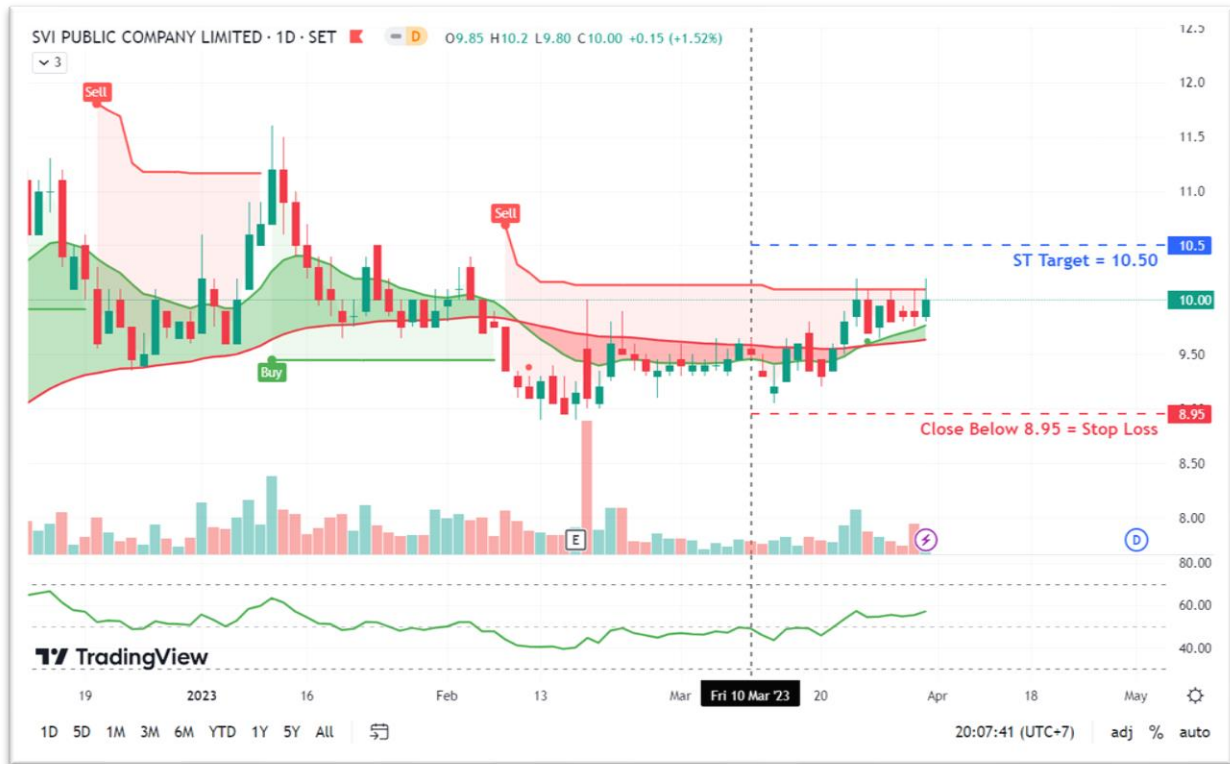 SVI PUBLIC COMPANY LIMITED · 1D · SET D O9.85 H10.2 L9.80 C10.00 +0.15 (+1.52%)
3
12.5
12.0
11.5
11.0
10.5
10.00
9.50
8.95
8.50
8.00
80.00
60.00
40.00
Sell
Sell
Buy
ST Target = 10.50
Close Below 8.95 = Stop Loss
E
D
TradingView
19 2023 16 Feb 13 Mar Fri 10 Mar '23 20 Apr 18 May
1D 5D 1M 3M 6M YTD 1Y 5Y All 20:07:41 (UTC+7) adj % auto